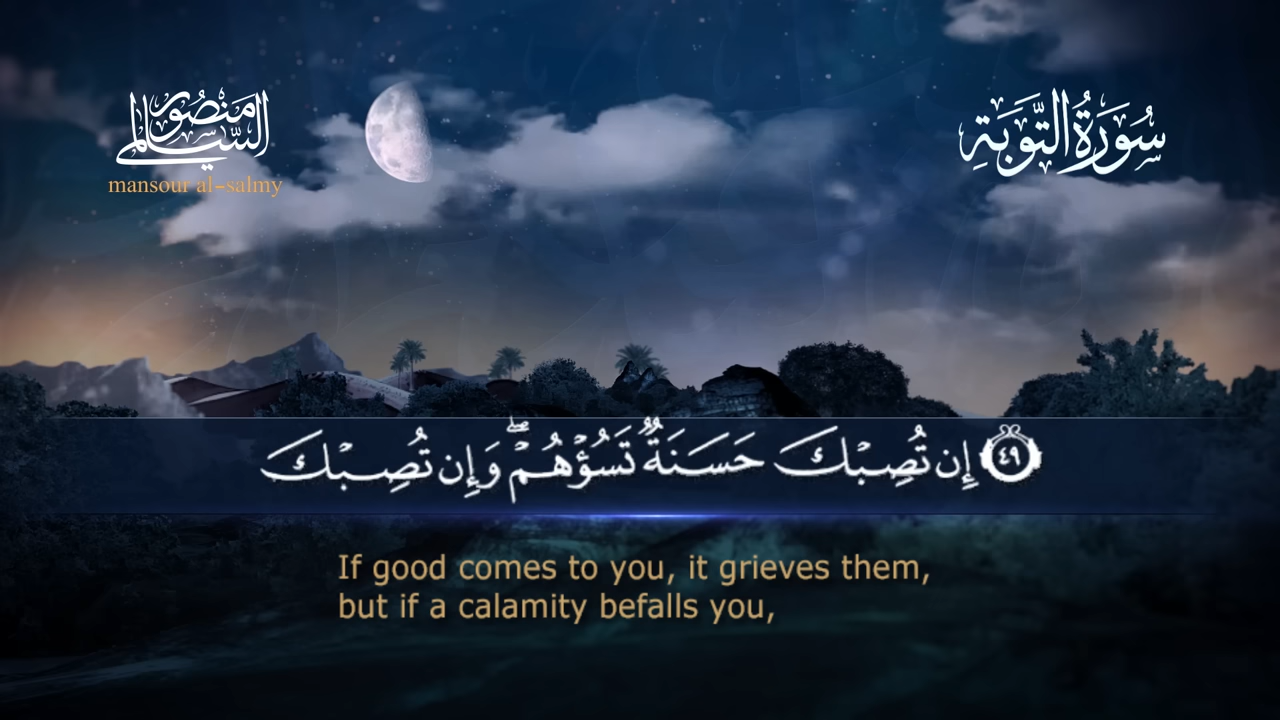 منصور السالمي
mansour al-salmy
سُورَةُ التَّوْبَةِ
٤٩ إِن تُصِبْكَ حَسَنَةٌ تَسُؤْهُمْ ۖ وَإِن تُصِبْكَ
If good comes to you, it grieves them,
but if a calamity befalls you,